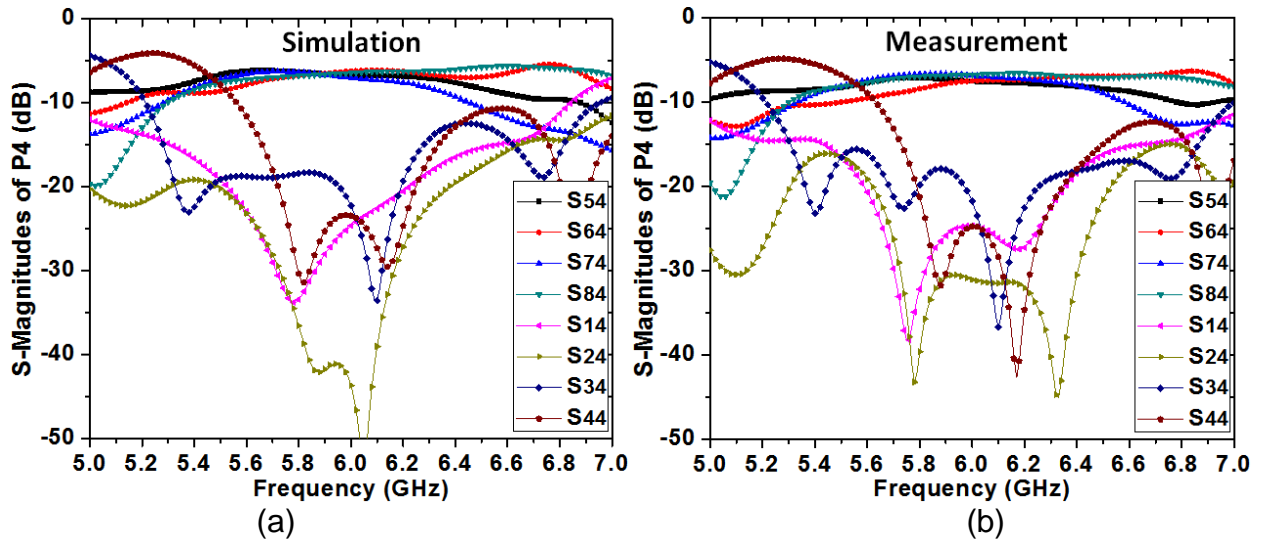 Simulation
S-Magnitudes of P4 (dB)
0
-10
-20
-30
-40
-50
S54
S64
S74
S84
S14
S24
S34
S44
5.0 5.2 5.4 5.6 5.8 6.0 6.2 6.4 6.6 6.8 7.0
Frequency (GHz)
(a)
Measurement
S-Magnitudes of P4 (dB)
0
-10
-20
-30
-40
-50
S54
S64
S74
S84
S14
S24
S34
S44
5.0 5.2 5.4 5.6 5.8 6.0 6.2 6.4 6.6 6.8 7.0
Frequency (GHz)
(b)